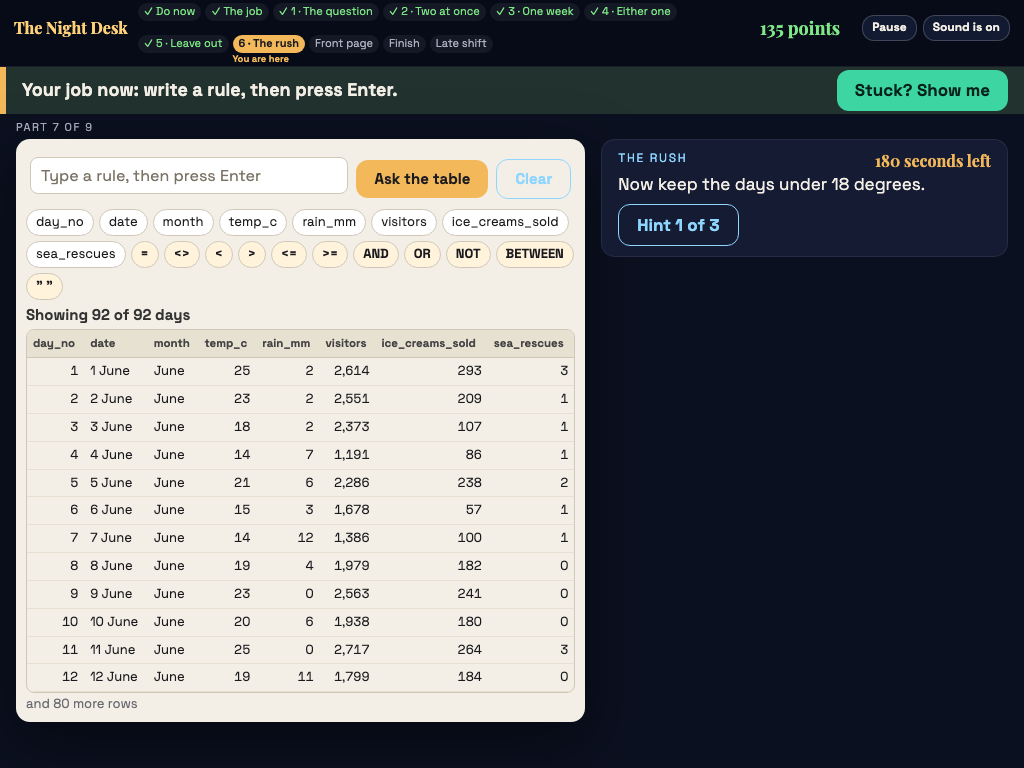 The Night Desk
✓ Do now ✓ The job ✓ 1 · The question ✓ 2 · Two at once ✓ 3 · One week ✓ 4 · Either one
✓ 5 · Leave out 6 · The rush Front page Finish Late shift
You are here
135 points
Pause
Sound is on
Your job now: write a rule, then press Enter.
Stuck? Show me
PART 7 OF 9
Type a rule, then press Enter
Ask the table
Clear
day_no date month temp_c rain_mm visitors ice_creams_sold
sea_rescues = <> < > <= >= AND OR NOT BETWEEN
" "
Showing 92 of 92 days
day_no date month temp_c rain_mm visitors ice_creams_sold sea_rescues
1 1 June June 25 2 2,614 293 3
2 2 June June 23 2 2,551 209 1
3 3 June June 18 2 2,373 107 1
4 4 June June 14 7 1,191 86 1
5 5 June June 21 6 2,286 238 2
6 6 June June 15 3 1,678 57 1
7 7 June June 14 12 1,386 100 1
8 8 June June 19 4 1,979 182 0
9 9 June June 23 0 2,563 241 0
10 10 June June 20 6 1,938 180 0
11 11 June June 25 0 2,717 264 3
12 12 June June 19 11 1,799 184 0
and 80 more rows
THE RUSH
180 seconds left
Now keep the days under 18 degrees.
Hint 1 of 3